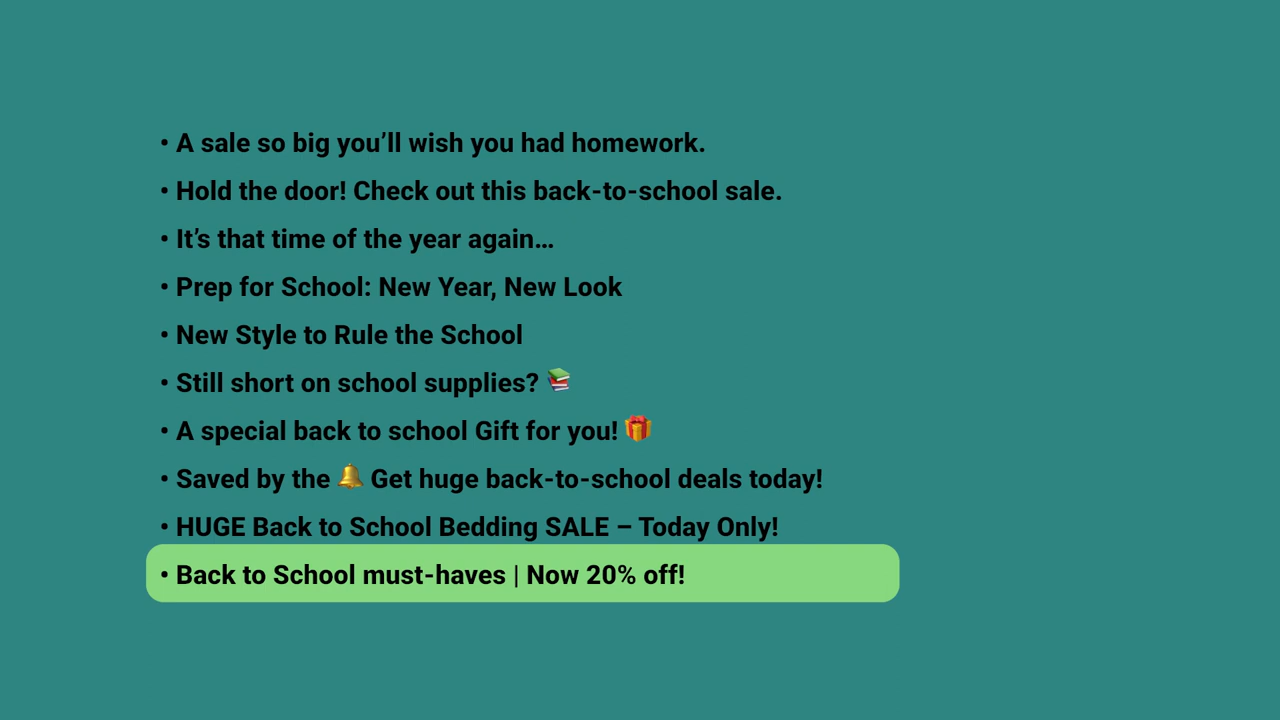 • A sale so big you’ll wish you had homework.
• Hold the door! Check out this back-to-school sale.
• It’s that time of the year again…
• Prep for School: New Year, New Look
• New Style to Rule the School
• Still short on school supplies? 📚
• A special back to school Gift for you! 🎁
• Saved by the 🔔 Get huge back-to-school deals today!
• HUGE Back to School Bedding SALE – Today Only!
• Back to School must-haves | Now 20% off!